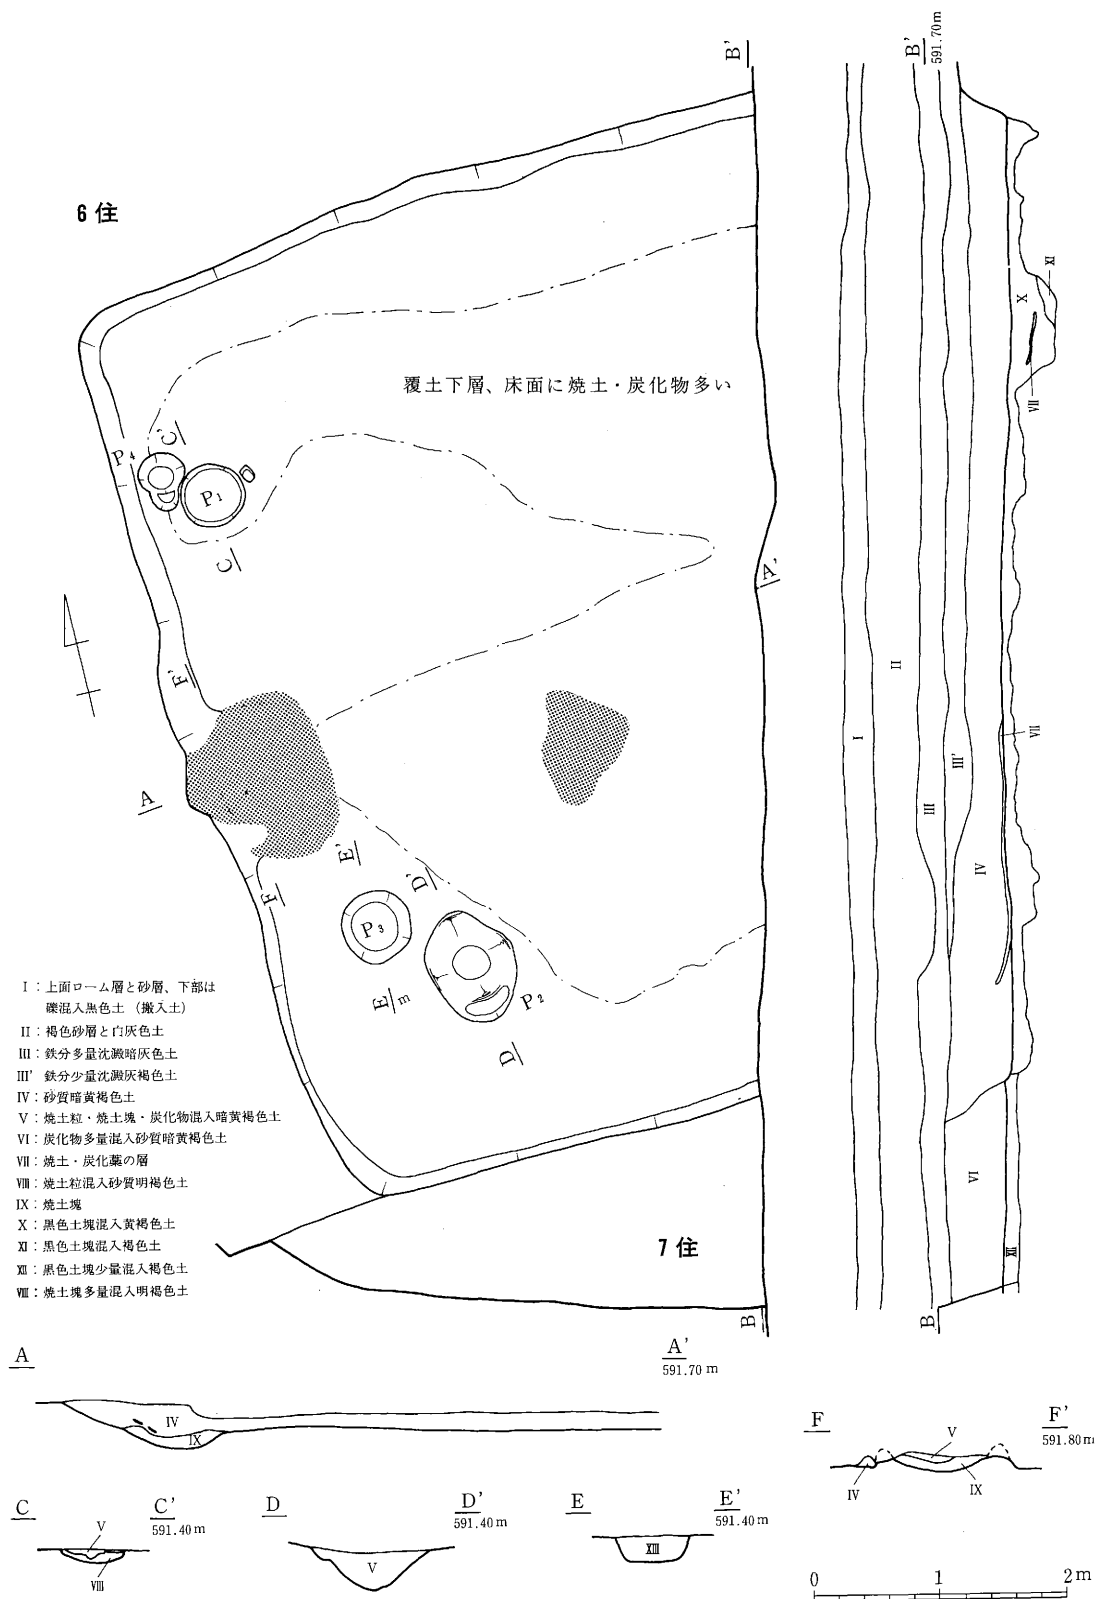 B'
B'
591.70m
6 住
XI
X
VII
覆土下層、床面に焼土・炭化物多い
P4
C'
P1
C
A'
F'
II
I
VII
III'
III
A
IV
E'
D'
F
P3
E
m
P2
D
I：上面ローム層と砂層、下部は
礫混入黒色土（搬入土）
II：褐色砂層と白灰色土
III：鉄分多量沈澱暗灰色土
III' 鉄分少量沈澱灰褐色土
IV：砂質暗黄褐色土
V：焼土粒・焼土塊・炭化物混入暗黄褐色土
VI：炭化物多量混入砂質暗黄褐色土
VII：焼土・炭化藁の層
VIII：焼土粒混入砂質明褐色土
IX：焼土塊
X：黒色土塊混入黄褐色土
XI：黒色土塊混入褐色土
XII：黒色土塊少量混入褐色土
VIII：焼土塊多量混入明褐色土
VI
7 住
XII
B
B
A
A'
591.70 m
IV
IX
F
V
F'
591.80m
IV
IX
C
V
C'
591.40m
VIII
D
D'
591.40m
V
E
E'
591.40m
XIII
0
1
2m